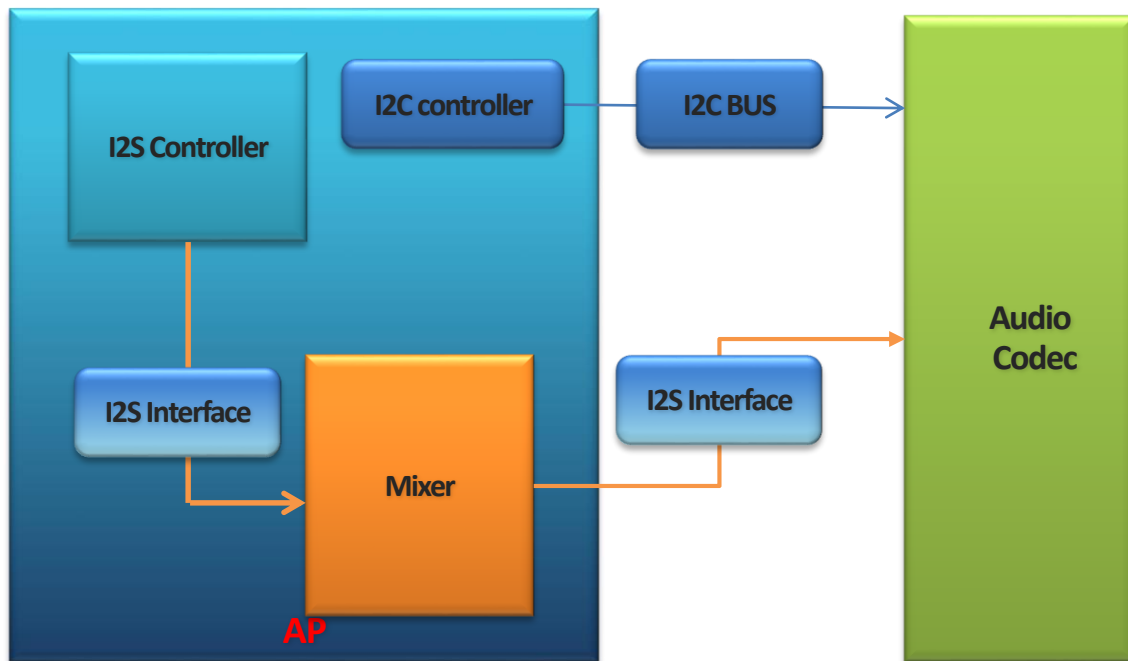 I2S Controller
I2C controller
I2C BUS
I2S Interface
Mixer
I2S Interface
Audio
Codec
AP